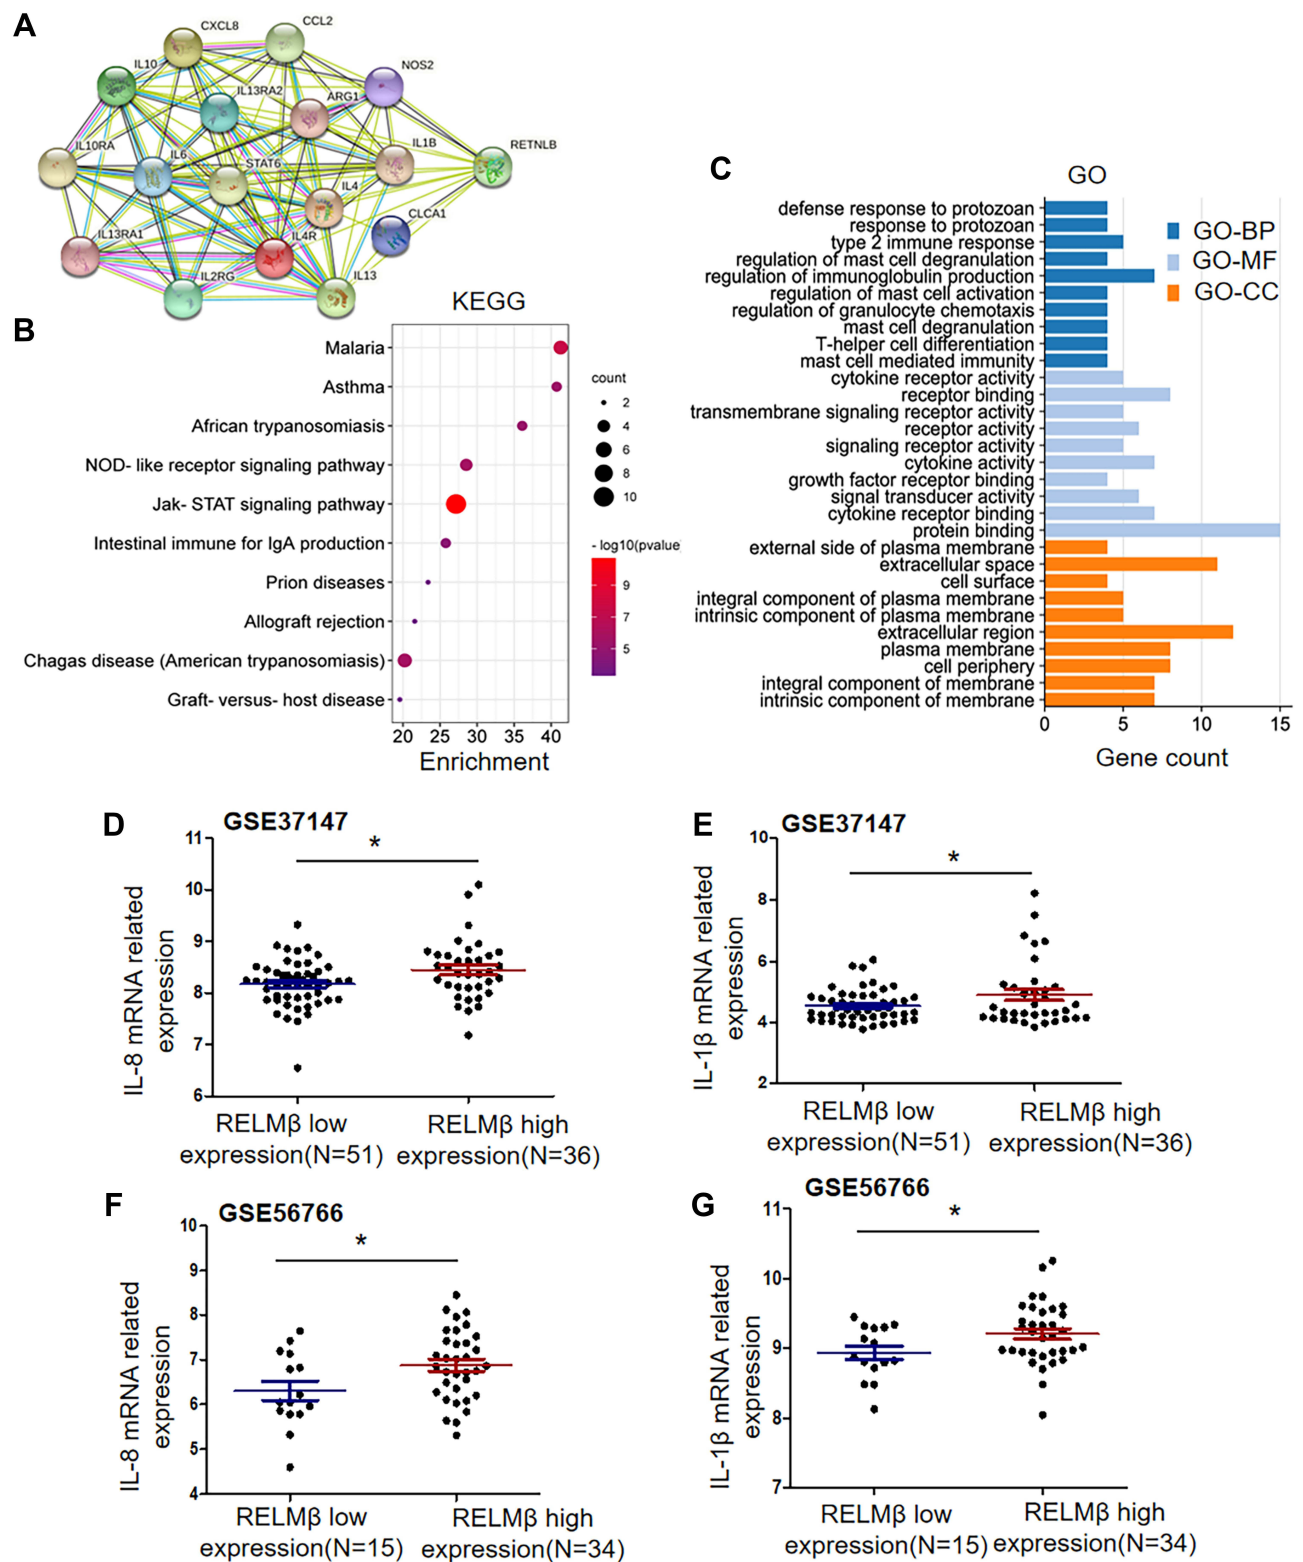 A
CXCL8
CCL2
IL10
NOS2
IL13RA2
ARG1
IL10RA
IL6
STAT6
IL1B
RETNLB
IL4
CLCA1
IL13RA1
IL4R
IL2RG
IL13
B
KEGG
Malaria
Asthma
African trypanosomiasis
NOD- like receptor signaling pathway
Jak- STAT signaling pathway
Intestinal immune for IgA production
Prion diseases
Allograft rejection
Chagas disease (American trypanosomiasis)
Graft- versus- host disease
20 25 30 35 40
Enrichment
count
2
4
6
8
10
- log10(pvalue)
9
7
5
C
GO
defense response to protozoan
response to protozoan
type 2 immune response
regulation of mast cell degranulation
regulation of immunoglobulin production
regulation of mast cell activation
regulation of granulocyte chemotaxis
mast cell degranulation
T-helper cell differentiation
mast cell mediated immunity
cytokine receptor activity
receptor binding
transmembrane signaling receptor activity
receptor activity
signaling receptor activity
cytokine activity
growth factor receptor binding
signal transducer activity
cytokine receptor binding
protein binding
external side of plasma membrane
extracellular space
cell surface
integral component of plasma membrane
intrinsic component of plasma membrane
extracellular region
plasma membrane
cell periphery
integral component of membrane
intrinsic component of membrane
0 5 10 15
Gene count
GO-BP
GO-MF
GO-CC
D
GSE37147
*
11
10
9
8
7
6
IL-8 mRNA related
expression
RELMβ low
expression(N=51)
RELMβ high
expression(N=36)
E
GSE37147
*
10
8
6
4
2
IL-1β mRNA related
expression
RELMβ low
expression(N=51)
RELMβ high
expression(N=36)
F
GSE56766
*
10
9
8
7
6
5
4
IL-8 mRNA related
expression
RELMβ low
expression(N=15)
RELMβ high
expression(N=34)
G
GSE56766
*
11
10
9
8
7
IL-1β mRNA related
expression
RELMβ low
expression(N=15)
RELMβ high
expression(N=34)